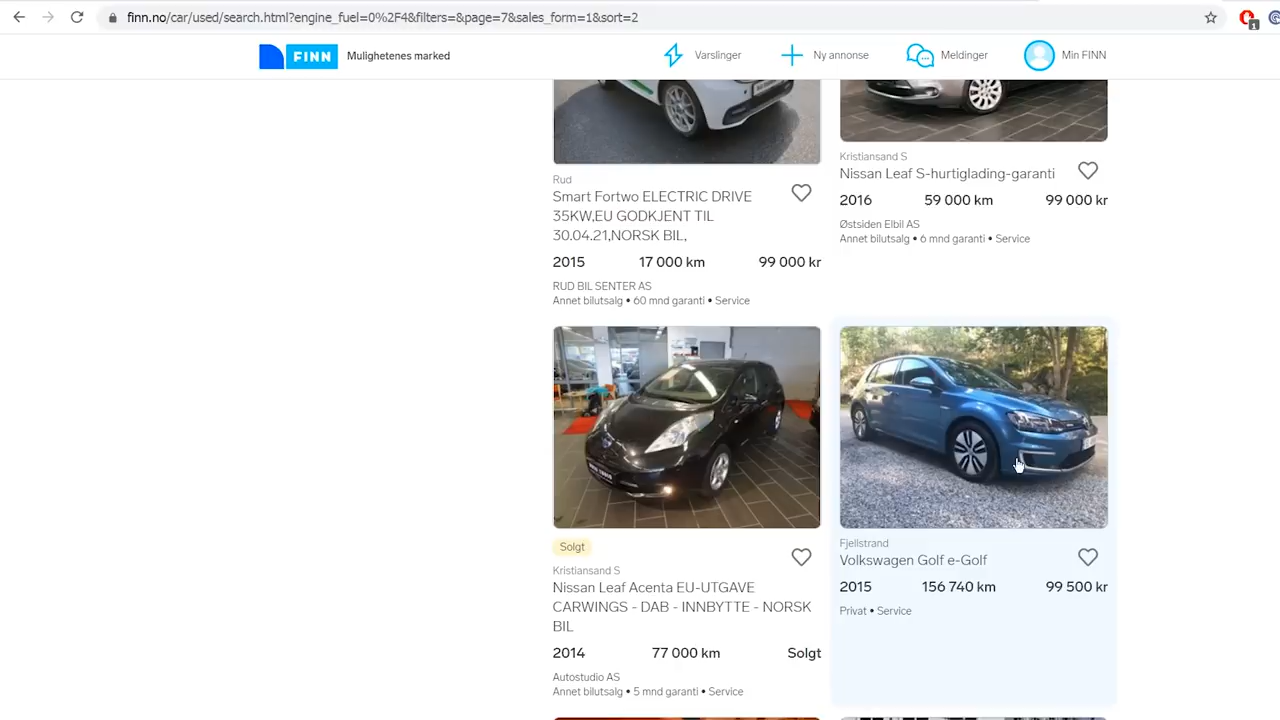 finn.no/car/used/search.html?engine_fuel=0%2F4&filters=&page=7&sales_form=1&sort=2
1
FINN
Mulighetenes marked
Varslinger
Ny annonse
Meldinger
Min FINN
Rud
Smart Fortwo ELECTRIC DRIVE
35KW,EU GODKJENT TIL
30.04.21,NORSK BIL,
2015 17 000 km 99 000 kr
RUD BIL SENTER AS
Annet bilutsalg • 60 mnd garanti • Service
Kristiansand S
Nissan Leaf S-hurtiglading-garanti
2016 59 000 km 99 000 kr
Østsiden Elbil AS
Annet bilutsalg • 6 mnd garanti • Service
Solgt
Kristiansand S
Nissan Leaf Acenta EU-UTGAVE
CARWINGS - DAB - INNBYTTE - NORSK
BIL
2014 77 000 km Solgt
Autostudio AS
Annet bilutsalg • 5 mnd garanti • Service
Fjellstrand
Volkswagen Golf e-Golf
2015 156 740 km 99 500 kr
Privat • Service